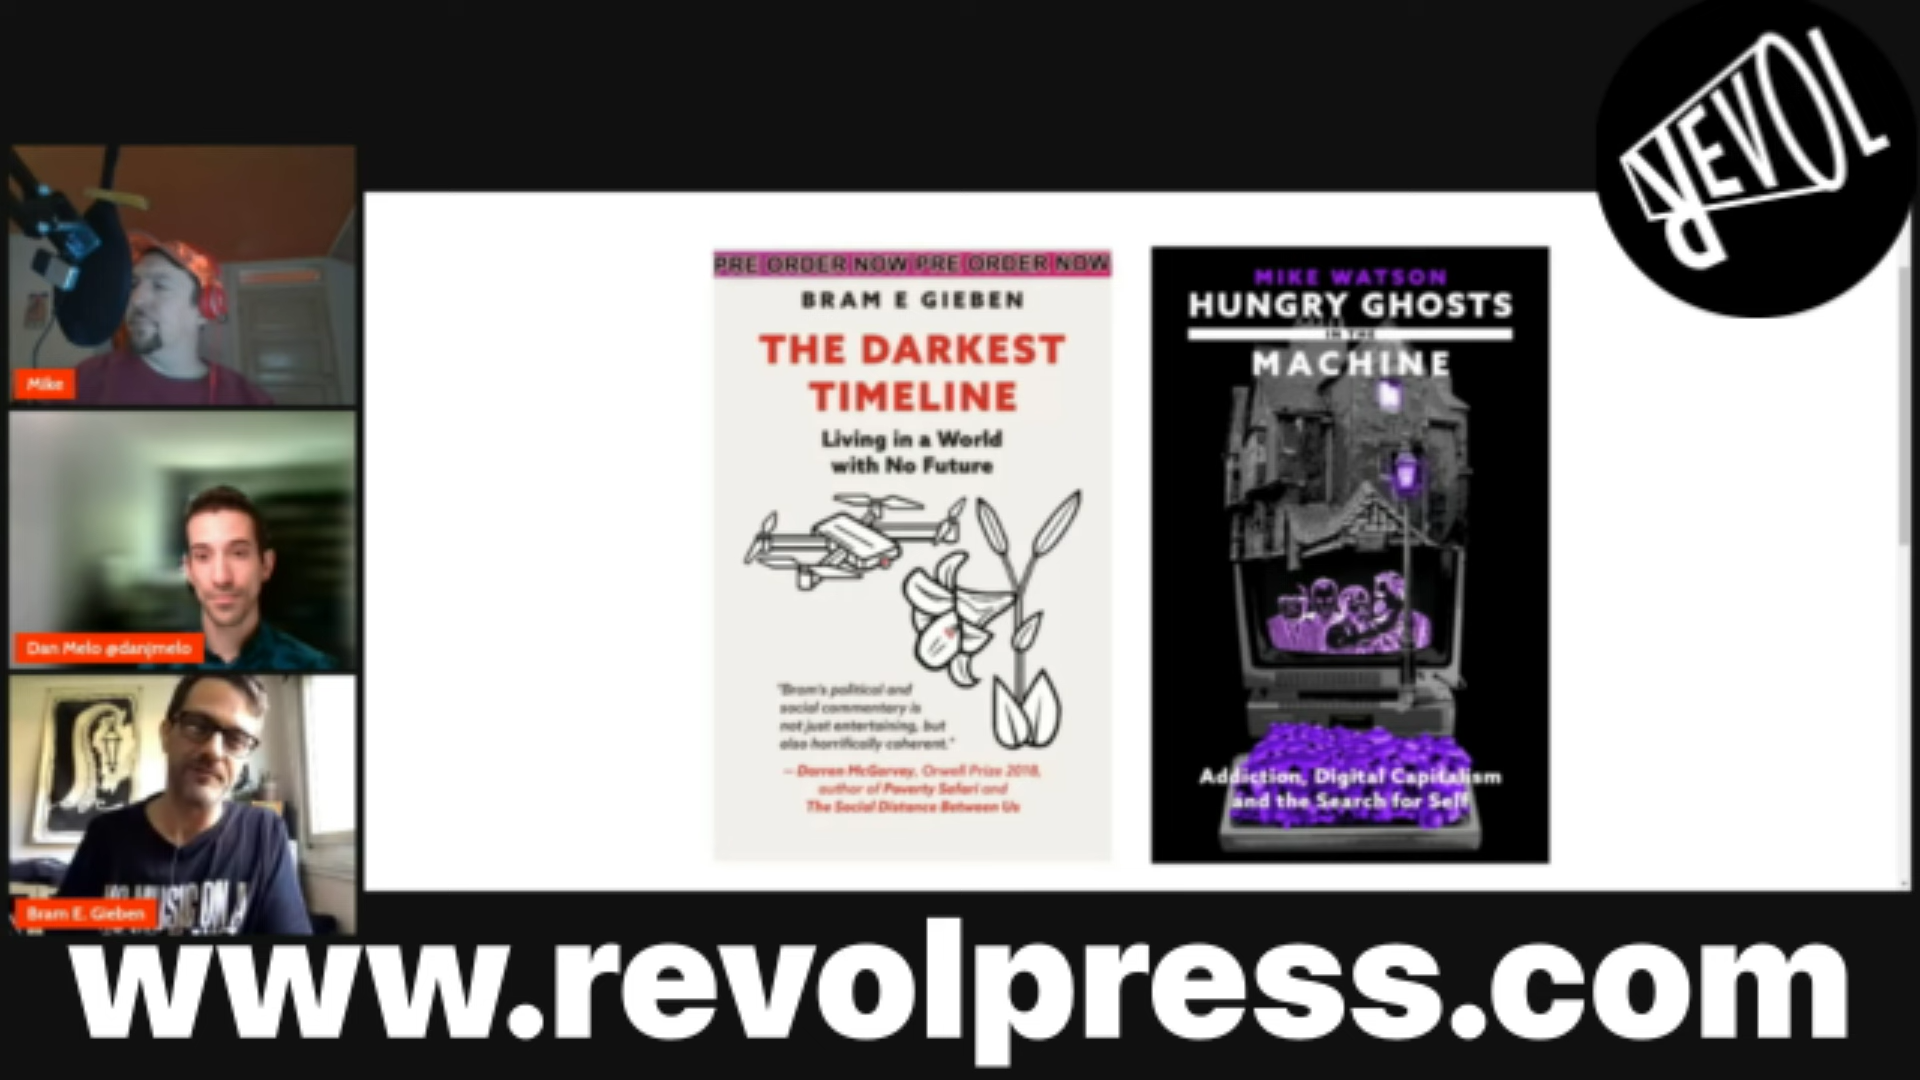 REVOL
Mike
Dan Melo @danjmelo
Bram E. Gieben
PRE ORDER NOW PRE ORDER NOW
BRAM E GIEBEN
THE DARKEST
TIMELINE
Living in a World
with No Future
"Bram's political and
social commentary is
not just entertaining, but
also horrifically coherent."
— Darren McGarvey, Orwell Prize 2018,
author of Poverty Safari and
The Social Distance Between Us
MIKE WATSON
HUNGRY GHOSTS
IN THE
MACHINE
Addiction, Digital Capitalism
and the Search for Self
www.revolpress.com